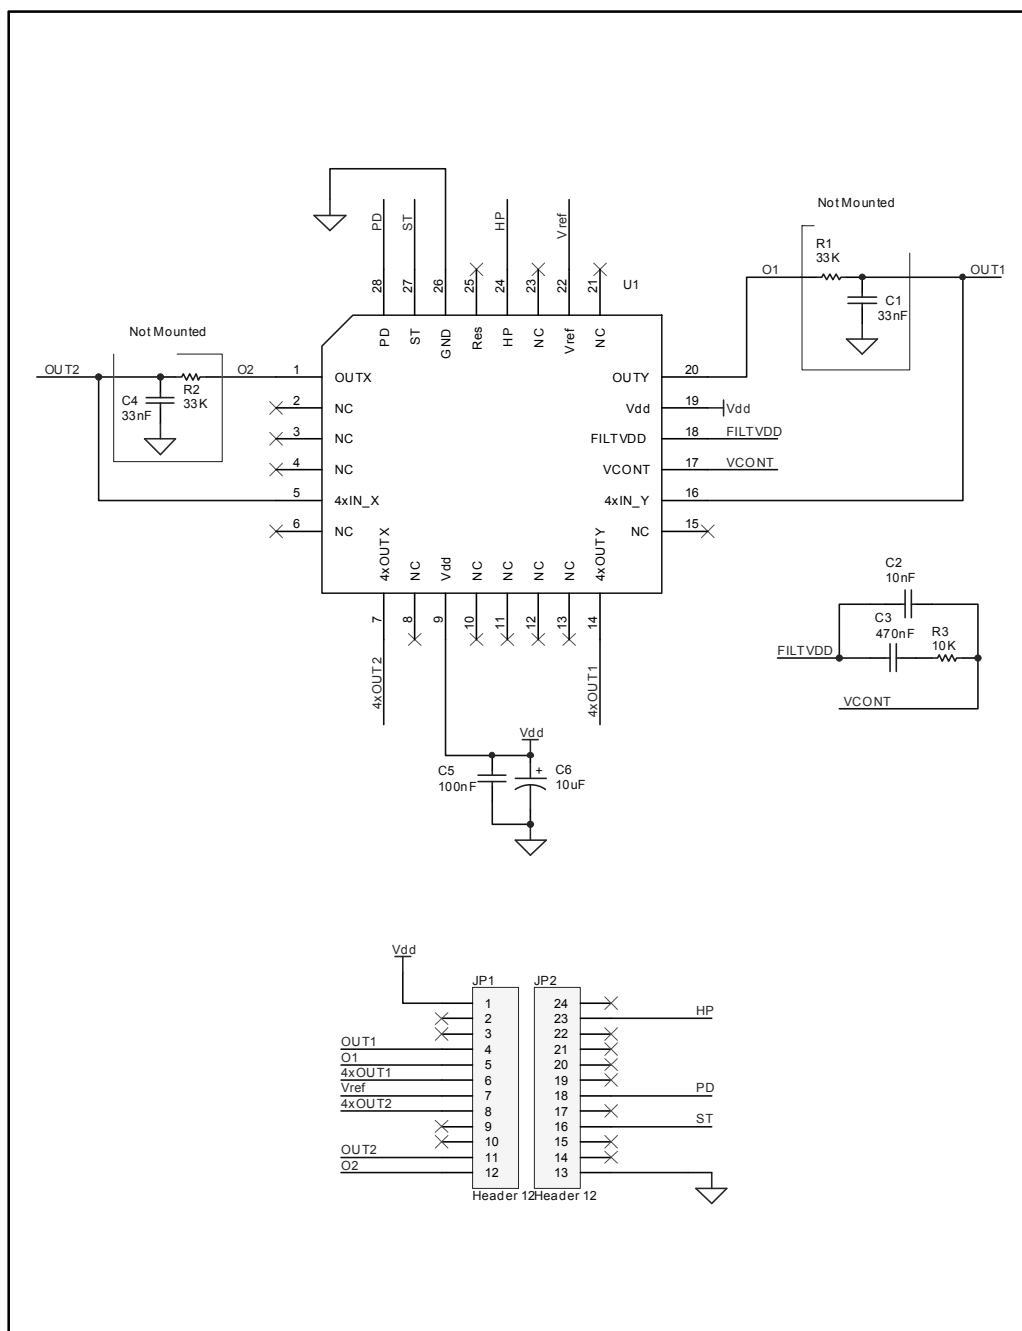 Not Mounted
PD
ST
HP
Vref
R1
33K
O1
OUT1
28
27
26
25
24
23
22
21
U1
C1
33nF
PD
ST
GND
Res
HP
NC
Vref
NC
Not Mounted
OUT2
O2
1
OUTX
OUTY
20
R2
33K
C4
33nF
2
NC
Vdd
19
Vdd
3
NC
FILTVDD
18
FILTVDD
4
NC
VCONT
17
VCONT
5
4xIN_X
4xIN_Y
16
6
NC
NC
15
4xOUTX
NC
Vdd
NC
NC
NC
NC
4xOUTY
7
8
9
10
11
12
13
14
4xOUT2
4xOUT1
C2
10nF
C3
470nF
R3
10K
FILTVDD
VCONT
Vdd
C5
100nF
+
C6
10uF
Vdd
JP1
JP2
1
24
2
23
HP
3
22
OUT1
4
21
O1
5
20
4xOUT1
6
19
Vref
7
18
PD
4xOUT2
8
17
9
16
ST
10
15
OUT2
11
14
O2
12
13
Header 12
Header 12